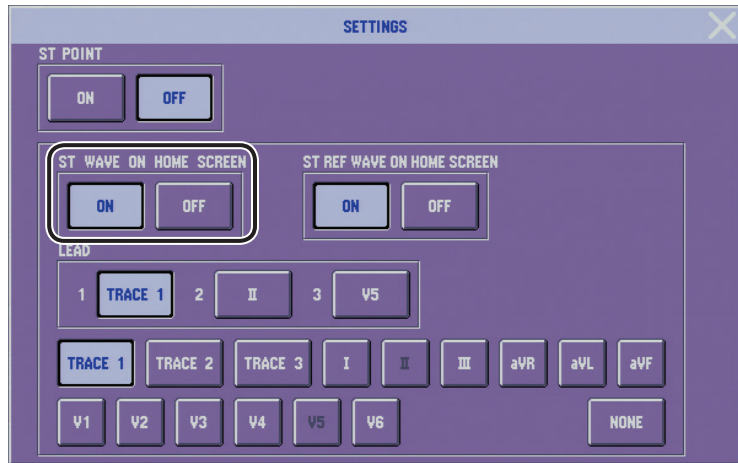 SETTINGS
ST POINT
ON OFF
ST WAVE ON HOME SCREEN ST REF WAVE ON HOME SCREEN
ON OFF ON OFF
LEAD
1 TRACE 1 2 II 3 V5
TRACE 1 TRACE 2 TRACE 3 I II III aVR aVL aVF
V1 V2 V3 V4 V5 V6 NONE